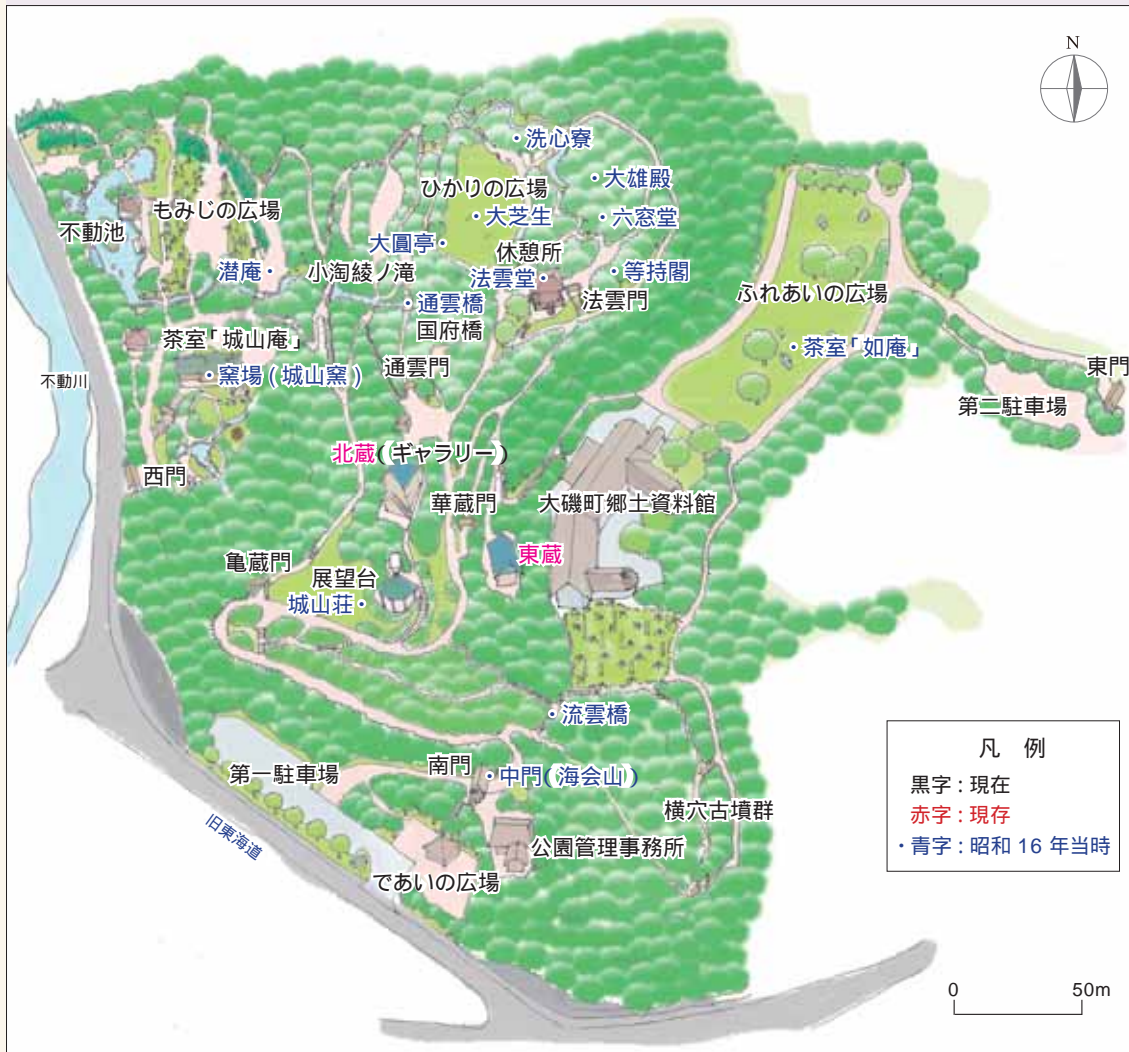 N
・洗心寮
ひかりの広場
・大雄殿
もみじの広場
・大芝生
・六窓堂
不動池
大圓亭・
休憩所
潜庵・
小淘綾ノ滝
法雲堂・
・等持閣
・通雲橋
法雲門
ふれあいの広場
国府橋
茶室「城山庵」
・茶室「如庵」
通雲門
東門
不動川
・窯場(城山窯)
第二駐車場
北蔵(ギャラリー)
西門
華蔵門
大磯町郷土資料館
亀蔵門
東蔵
展望台
城山荘・
・流雲橋
第一駐車場
南門
・中門(海会山)
横穴古墳群
旧東海道
公園管理事務所
であいの広場
凡 例
黒字:現在
赤字:現存
・青字:昭和 16 年当時
0 50m